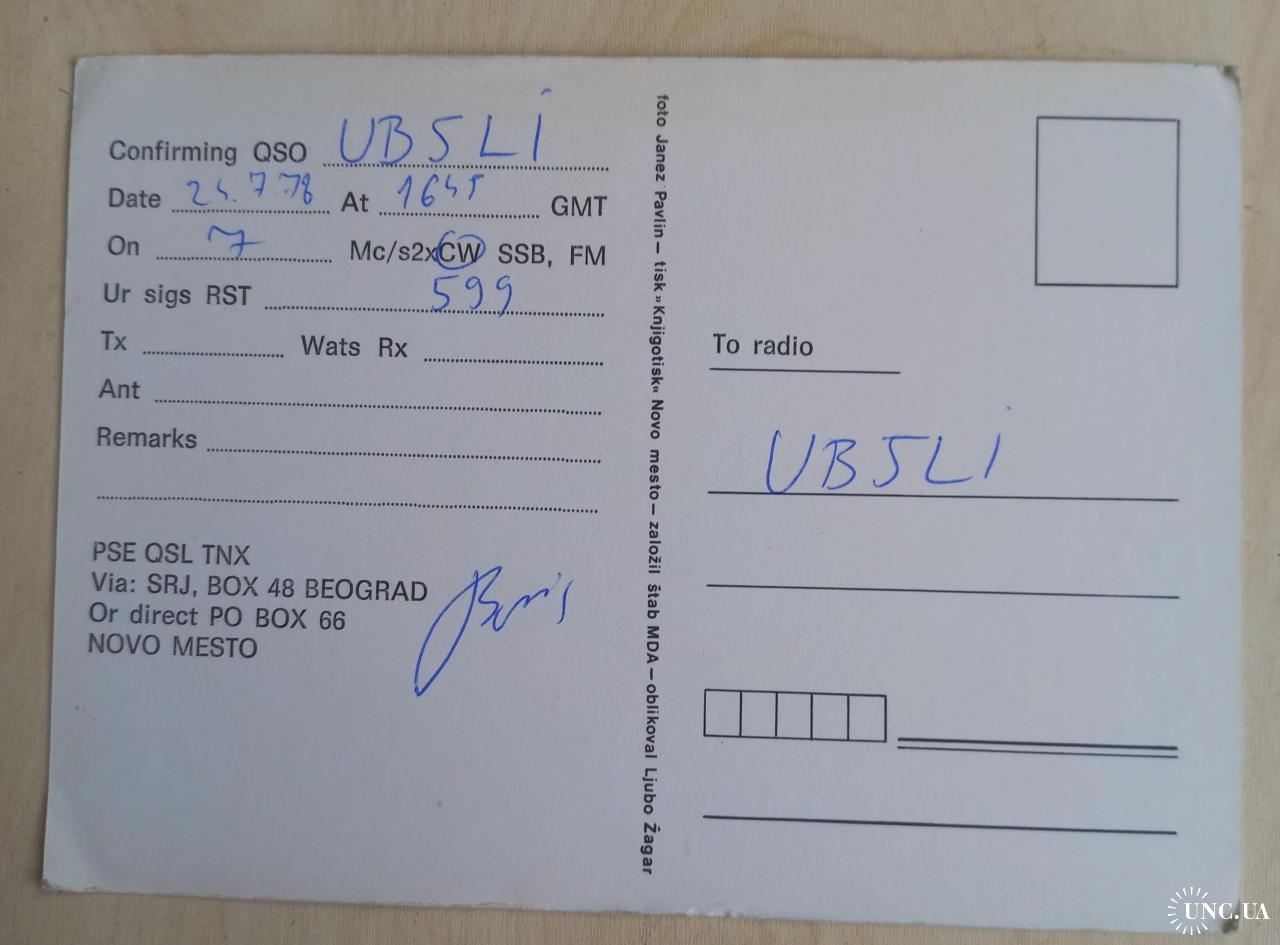 Confirming QSO UB5LI
Date 24.7.78 At 1645 GMT
On 7 Mc/s2xCW SSB, FM
Ur sigs RST 599
Tx Wats Rx
Ant
Remarks
PSE QSL TNX
Via: SRJ, BOX 48 BEOGRAD
Or direct PO BOX 66
NOVO MESTO
Boris
foto Janez Pavlin — tisk »Knjigotisk« Novo mesto — založil štab MDA — oblikoval Ljubo Žagar
To radio
UB5LI
UNC.UA